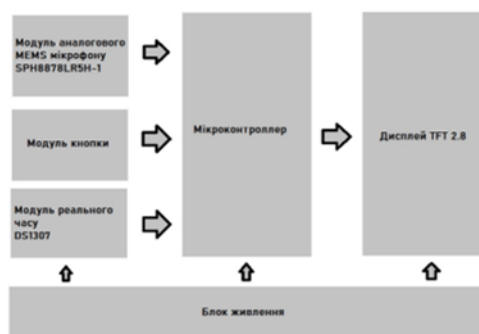 Модуль аналогового
MEMS мікрофону
SPH8878LR5H-1
Модуль кнопки
Модуль реального
часу
DS1307
Мікроконтроллер
Дисплей TFT 2.8
Блок живлення